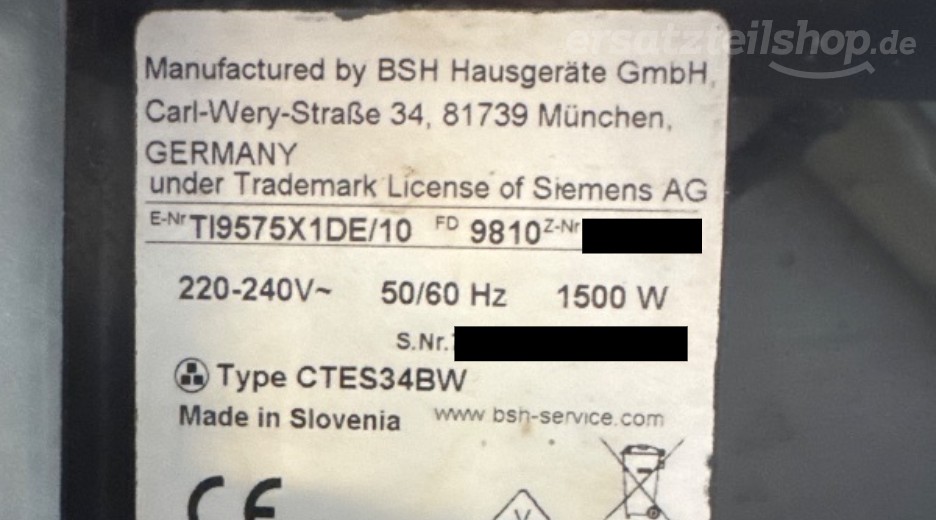 ersatzteilshop.de
Manufactured by BSH Hausgeräte GmbH,
Carl-Wery-Straße 34, 81739 München,
GERMANY
under Trademark License of Siemens AG
E-Nr TI9575X1DE/10 FD 9810 Z-Nr
220-240V~ 50/60 Hz 1500 W
S.Nr.
Type CTES34BW
Made in Slovenia www.bsh-service.com
CE
V